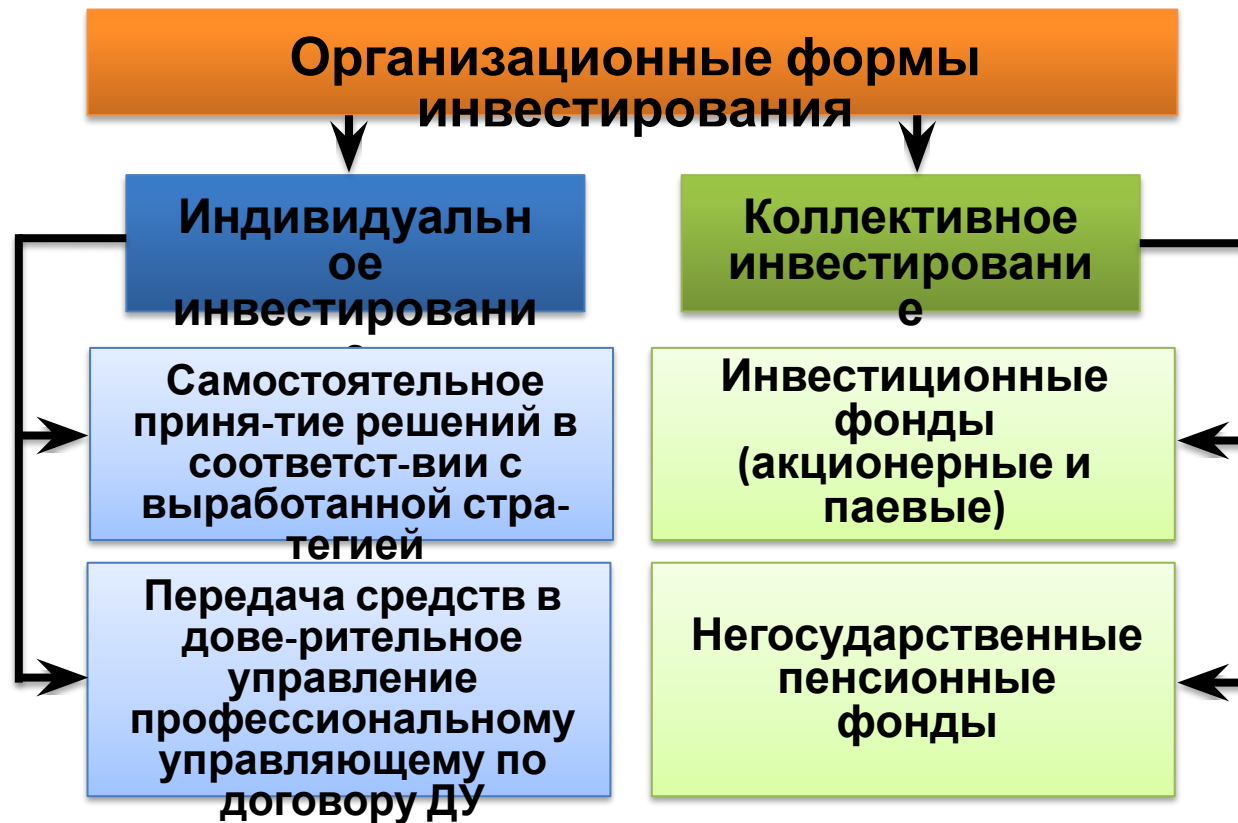 Организационные формы
инвестирования
Индивидуальн
ое
инвестировани
Коллективное
инвестировани
е
Самостоятельное
приня-тие решений в
соответст-вии с
выработанной стра-
тегией
Передача средств в
дове-рительное
управление
профессиональному
управляющему по
договору ДУ
Инвестиционные
фонды
(акционерные и
паевые)
Негосударственные
пенсионные
фонды